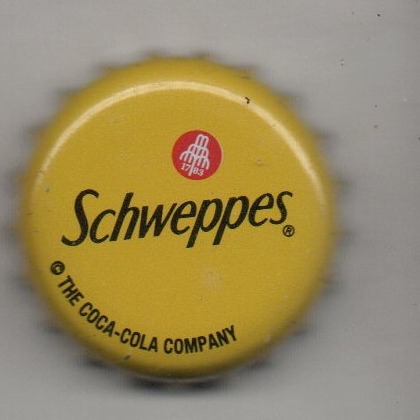 1783
Schweppes®
© THE COCA-COLA COMPANY